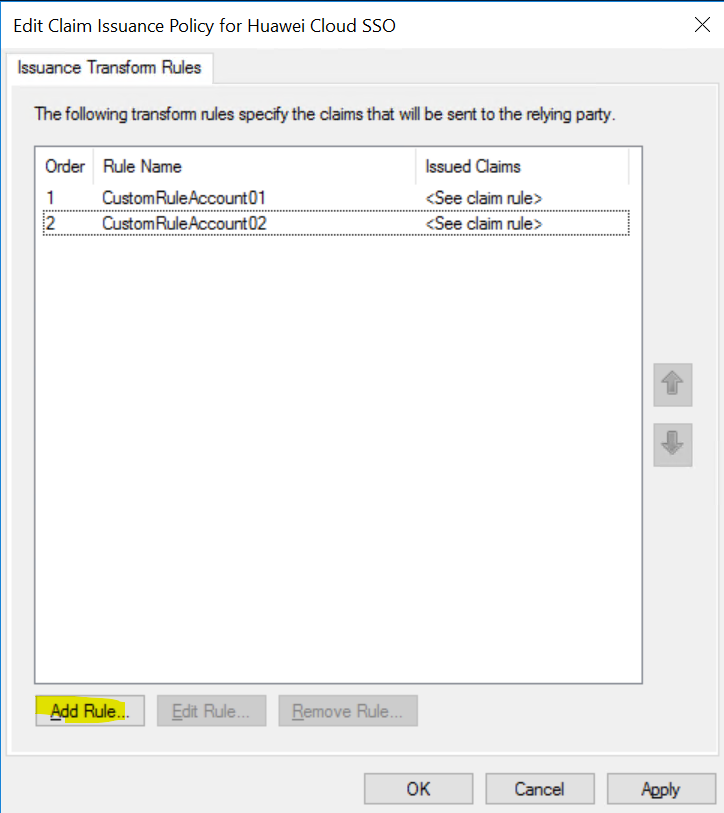 Edit Claim Issuance Policy for Huawei Cloud SSO
Issuance Transform Rules
The following transform rules specify the claims that will be sent to the relying party.
Order Rule Name Issued Claims
1 CustomRuleAccount01 <See claim rule>
2 CustomRuleAccount02 <See claim rule>
Add Rule... Edit Rule... Remove Rule...
OK Cancel Apply